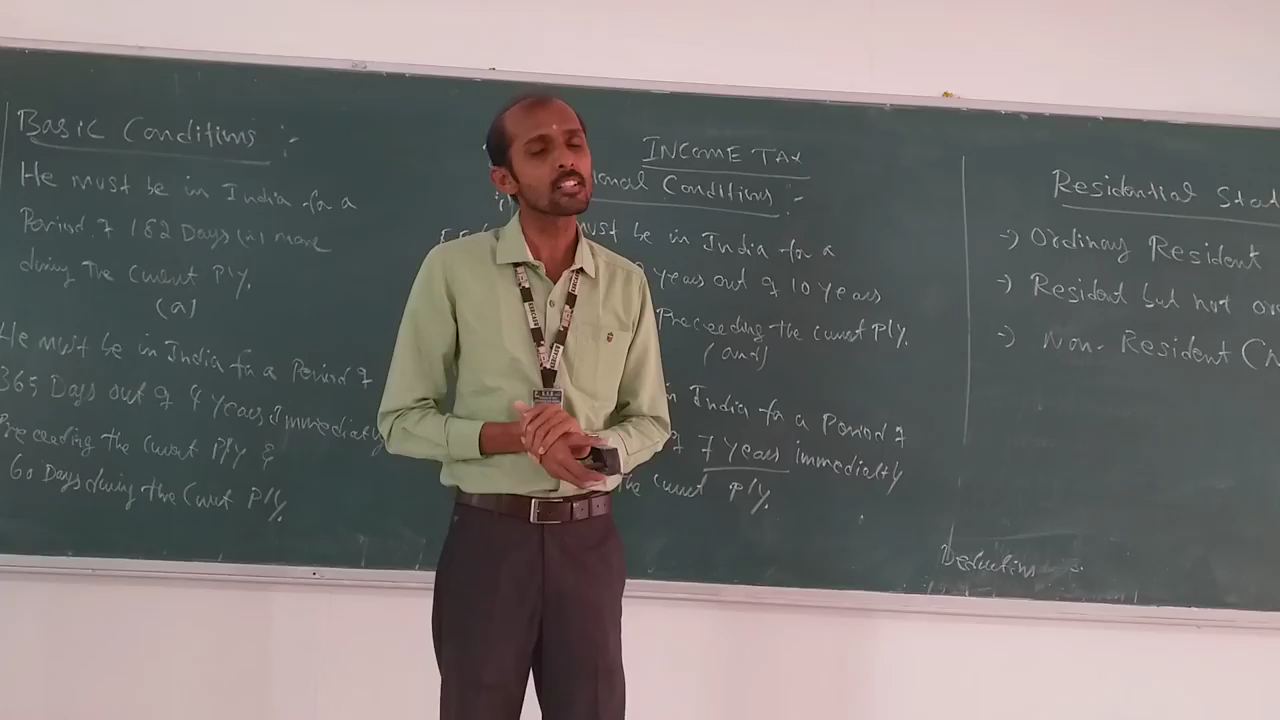 Basic Conditions :-
He must be in India for a
Period of 182 Days (or) more
during the current P/y.
(a)
He must be in India for a Period of
365 Days out of 4 years Immediately
Preceeding the current P/y &
60 Days during the Curnt P/y.
INCOME TAX
ional Conditions :-
i)
must be in India for a
years out of 10 years
Preceeding the current P/y.
(and)
in India for a Period of
of 7 years immediatly
the current P/y.
Residential Stat
-) Ordinary Resident
-) Resident but not or
-) Non-Resident (N
Deductions :-